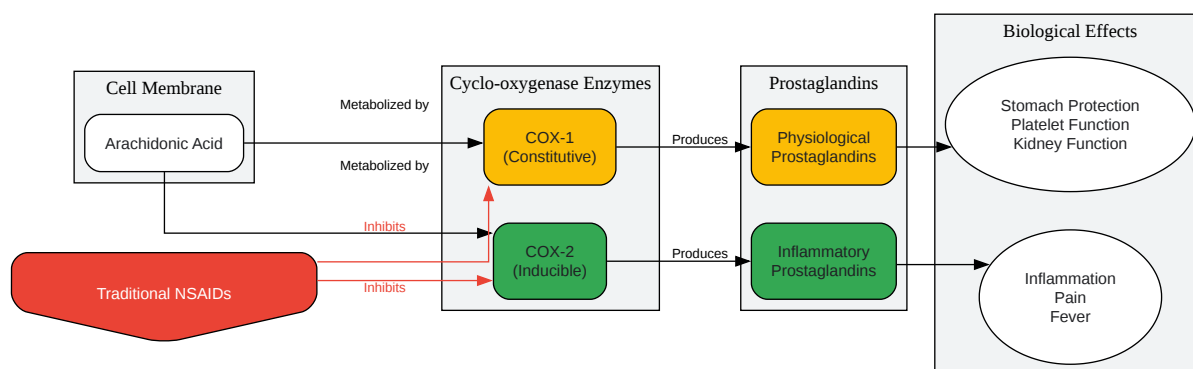 Biological Effects
Cell Membrane
Cyclo-oxygenase Enzymes
Prostaglandins
Arachidonic Acid
Metabolized by
Metabolized by
COX-1
(Constitutive)
Produces
Physiological
Prostaglandins
Stomach Protection
Platelet Function
Kidney Function
Inhibits
COX-2
(Inducible)
Produces
Inflammatory
Prostaglandins
Inflammation
Pain
Fever
Traditional NSAIDs
Inhibits